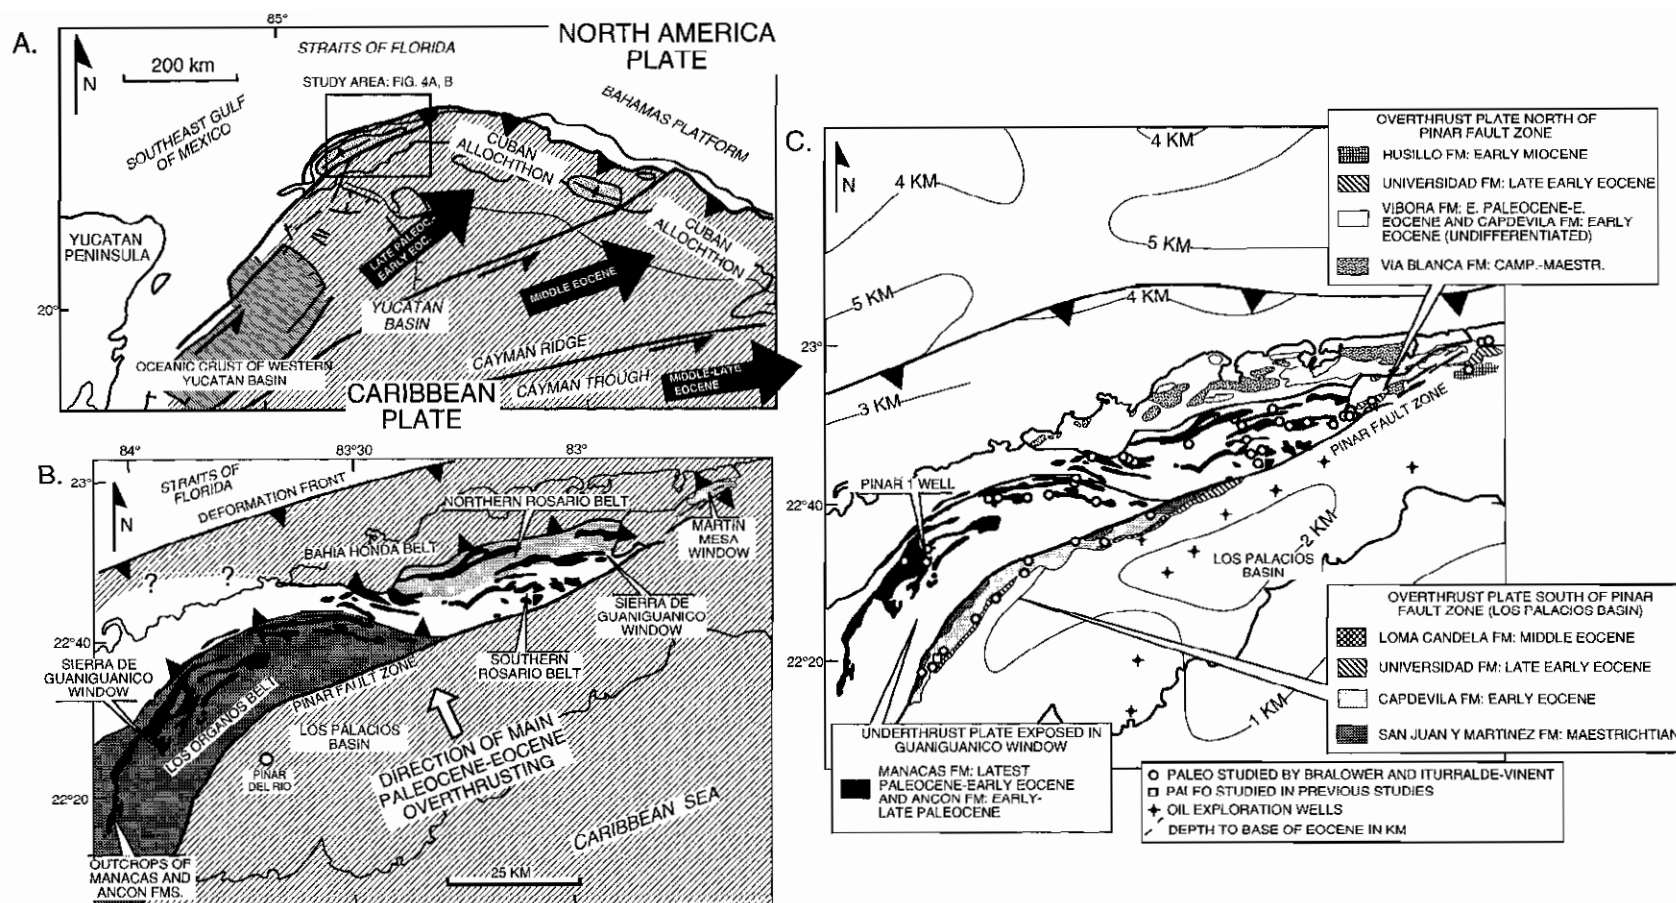 A.
85°
STRAITS OF FLORIDA
NORTH AMERICA
PLATE
200 km
N
STUDY AREA: FIG. 4A, B
SOUTHEAST GULF
OF MEXICO
BAHAMAS PLATFORM
CUBAN
ALLOCHTHON
YUCATAN
PENINSULA
LATE PALEOC.-
EARLY EOC.
CUBAN
ALLOCHTHON
MIDDLE EOCENE
YUCATAN
BASIN
20°
CAYMAN RIDGE
OCEANIC CRUST OF WESTERN
YUCATAN BASIN
CAYMAN TROUGH
MIDDLE-LATE
EOCENE
CARIBBEAN
PLATE
B.
84°
83°30'
83°
23°
STRAITS OF
FLORIDA
DEFORMATION FRONT
N
NORTHERN ROSARIO BELT
MARTIN
MESA
WINDOW
BAHIA HONDA BELT
?
?
SIERRA DE
GUANIGUANICO
WINDOW
22°40'
SIERRA DE
GUANIGUANICO
WINDOW
SOUTHERN
ROSARIO BELT
PINAR FAULT ZONE
LOS ORGANOS BELT
LOS PALACIOS
BASIN
PINAR
DEL RIO
DIRECTION OF MAIN
PALEOCENE-EOCENE
OVERTHRUSTING
22°20'
CARIBBEAN SEA
OUTCROPS OF
MANACAS AND
ANCON FMS.
25 KM
C.
N
4 KM
4 KM
5 KM
5 KM
4 KM
3 KM
23°
OVERTHRUST PLATE NORTH OF
PINAR FAULT ZONE
HUSILLO FM: EARLY MIOCENE
UNIVERSIDAD FM: LATE EARLY EOCENE
VIBORA FM: E. PALEOCENE-E.
EOCENE AND CAPDEVILA FM: EARLY
EOCENE (UNDIFFERENTIATED)
VIA BLANCA FM: CAMP.-MAESTR.
PINAR FAULT ZONE
PINAR 1 WELL
22°40'
2 KM
LOS PALACIOS
BASIN
22°20'
1 KM
OVERTHRUST PLATE SOUTH OF PINAR
FAULT ZONE (LOS PALACIOS BASIN)
LOMA CANDELA FM: MIDDLE EOCENE
UNIVERSIDAD FM: LATE EARLY EOCENE
CAPDEVILA FM: EARLY EOCENE
SAN JUAN Y MARTINEZ FM: MAESTRICHTIAN
UNDERTHRUST PLATE EXPOSED IN
GUANIGUANICO WINDOW
MANACAS FM: LATEST
PALEOCENE-EARLY EOCENE
AND ANCON FM: EARLY-
LATE PALEOCENE
PALEO STUDIED BY BRALOWER AND ITURRALDE-VINENT
PALEO STUDIED IN PREVIOUS STUDIES
OIL EXPLORATION WELLS
DEPTH TO BASE OF EOCENE IN KM